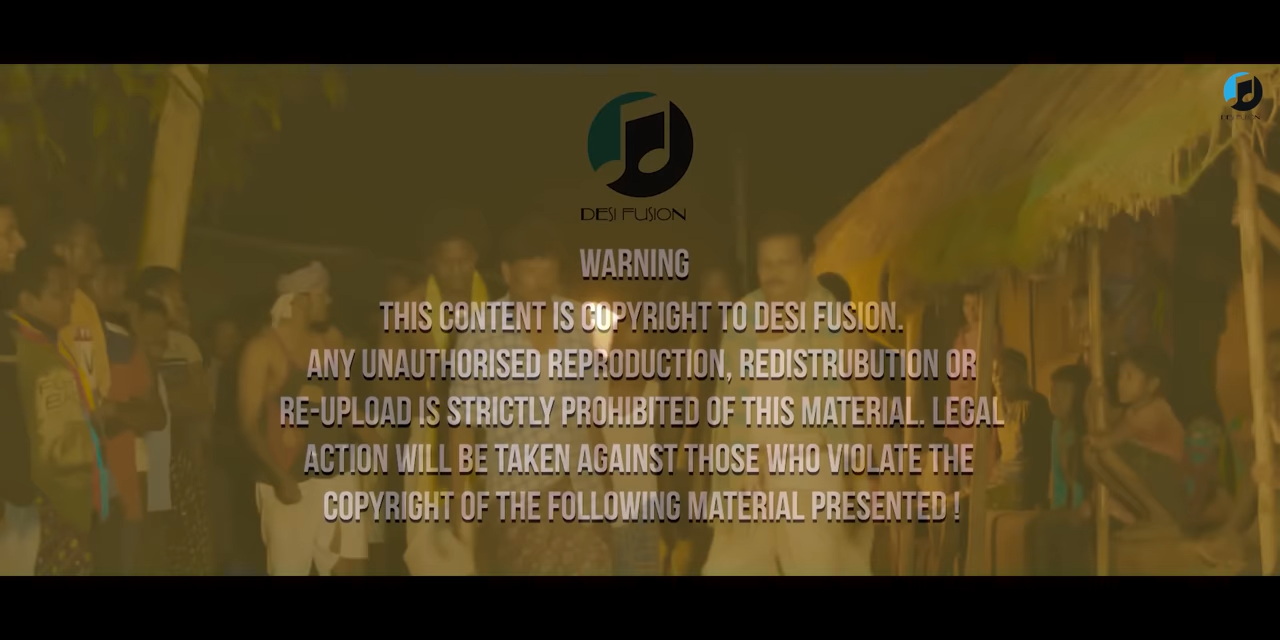 DESI FUSION
DESI FUSION
WARNING
THIS CONTENT IS COPYRIGHT TO DESI FUSION.
ANY UNAUTHORISED REPRODUCTION, REDISTRUBUTION OR
RE-UPLOAD IS STRICTLY PROHIBITED OF THIS MATERIAL. LEGAL
ACTION WILL BE TAKEN AGAINST THOSE WHO VIOLATE THE
COPYRIGHT OF THE FOLLOWING MATERIAL PRESENTED !